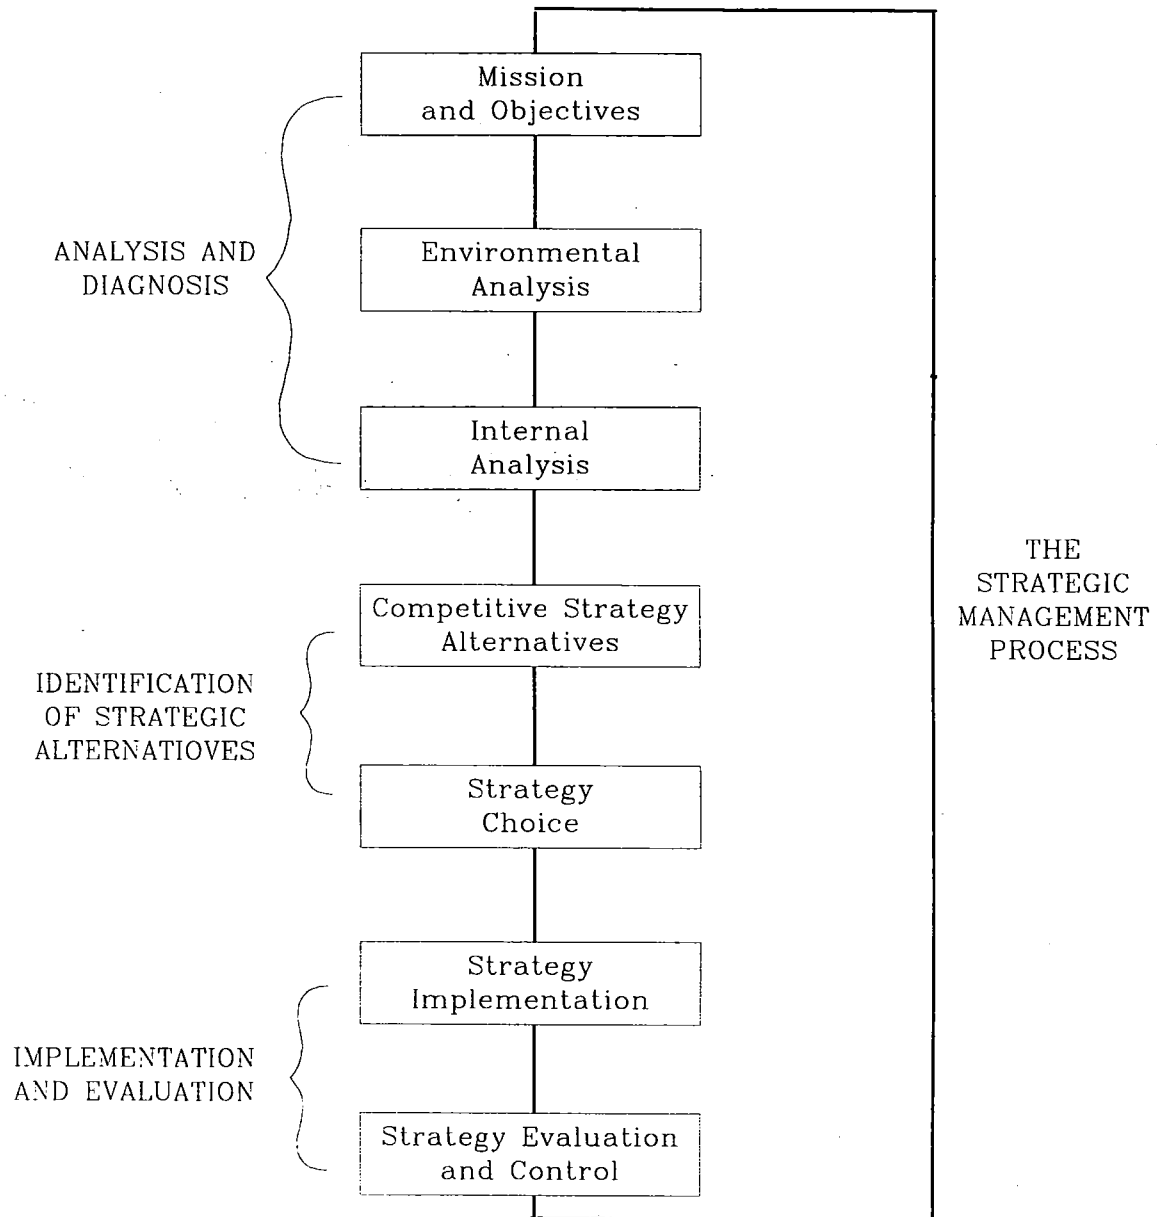 Mission
and Objectives
ANALYSIS AND
DIAGNOSIS
Environmental
Analysis
Internal
Analysis
Competitive Strategy
Alternatives
IDENTIFICATION
OF STRATEGIC
ALTERNATIOVES
Strategy
Choice
Strategy
Implementation
IMPLEMENTATION
AND EVALUATION
Strategy Evaluation
and Control
THE
STRATEGIC
MANAGEMENT
PROCESS